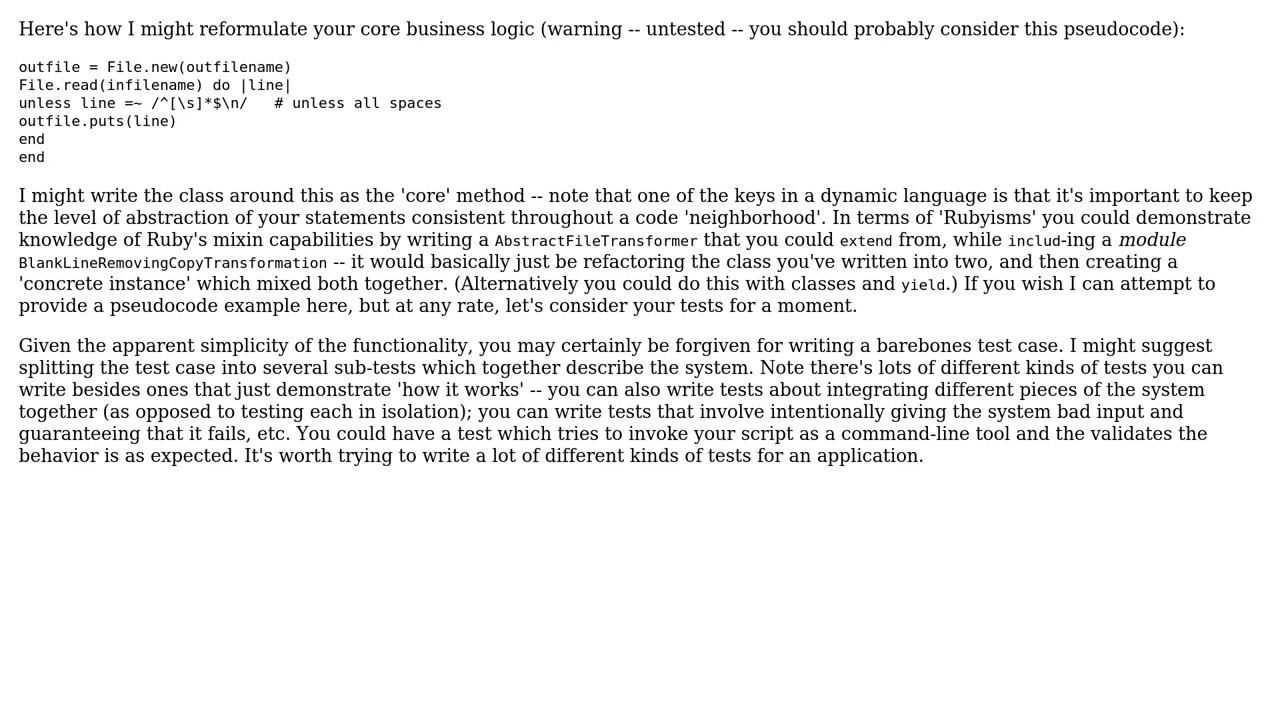 Here's how I might reformulate your core business logic (warning -- untested -- you should probably consider this pseudocode):
outfile = File.new(outfilename)
File.read(infilename) do |line|
unless line =~ /^[\s]*$\n/   # unless all spaces
outfile.puts(line)
end
end
I might write the class around this as the 'core' method -- note that one of the keys in a dynamic language is that it's important to keep
the level of abstraction of your statements consistent throughout a code 'neighborhood'. In terms of 'Rubyisms' you could demonstrate
knowledge of Ruby's mixin capabilities by writing a AbstractFileTransformer that you could extend from, while includ-ing a module
BlankLineRemovingCopyTransformation -- it would basically just be refactoring the class you've written into two, and then creating a
'concrete instance' which mixed both together. (Alternatively you could do this with classes and yield.) If you wish I can attempt to
provide a pseudocode example here, but at any rate, let's consider your tests for a moment.
Given the apparent simplicity of the functionality, you may certainly be forgiven for writing a barebones test case. I might suggest
splitting the test case into several sub-tests which together describe the system. Note there's lots of different kinds of tests you can
write besides ones that just demonstrate 'how it works' -- you can also write tests about integrating different pieces of the system
together (as opposed to testing each in isolation); you can write tests that involve intentionally giving the system bad input and
guaranteeing that it fails, etc. You could have a test which tries to invoke your script as a command-line tool and the validates the
behavior is as expected. It's worth trying to write a lot of different kinds of tests for an application.